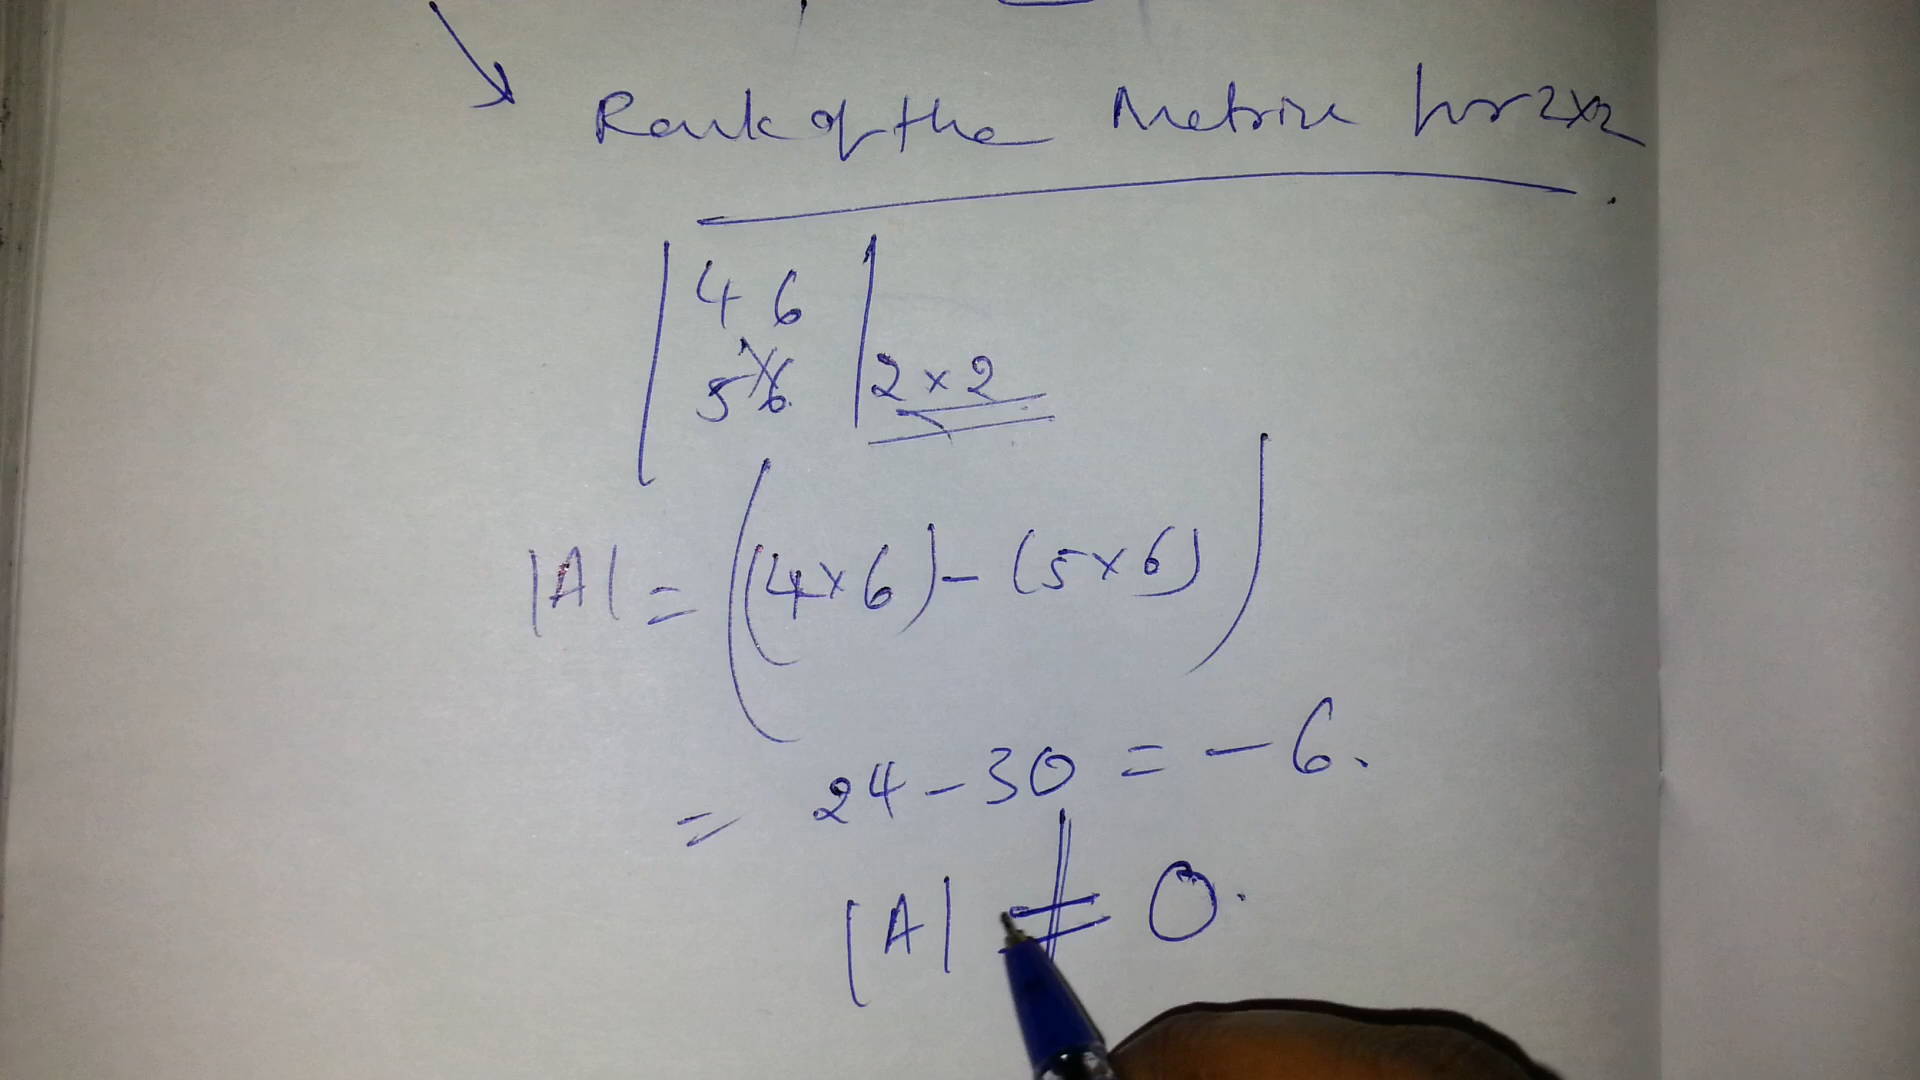 Rank of the Matrix for 2x2
| 4 6 |
| 5 6 | 2 × 2
|A| = ((4×6) - (5×6))
= 24 - 30 = - 6.
|A| ≠ 0.